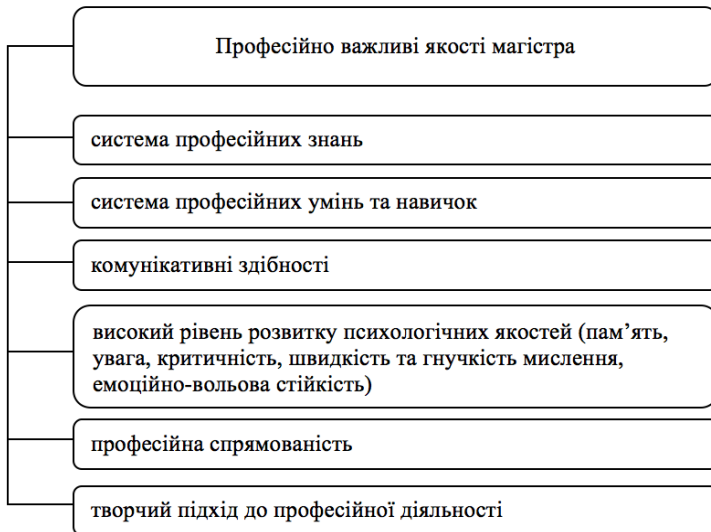 Професійно важливі якості магістра
система професійних знань
система професійних умінь та навичок
комунікативні здібності
високий рівень розвитку психологічних якостей (пам’ять,
увага, критичність, швидкість та гнучкість мислення,
емоційно-вольова стійкість)
професійна спрямованість
творчий підхід до професійної діяльності